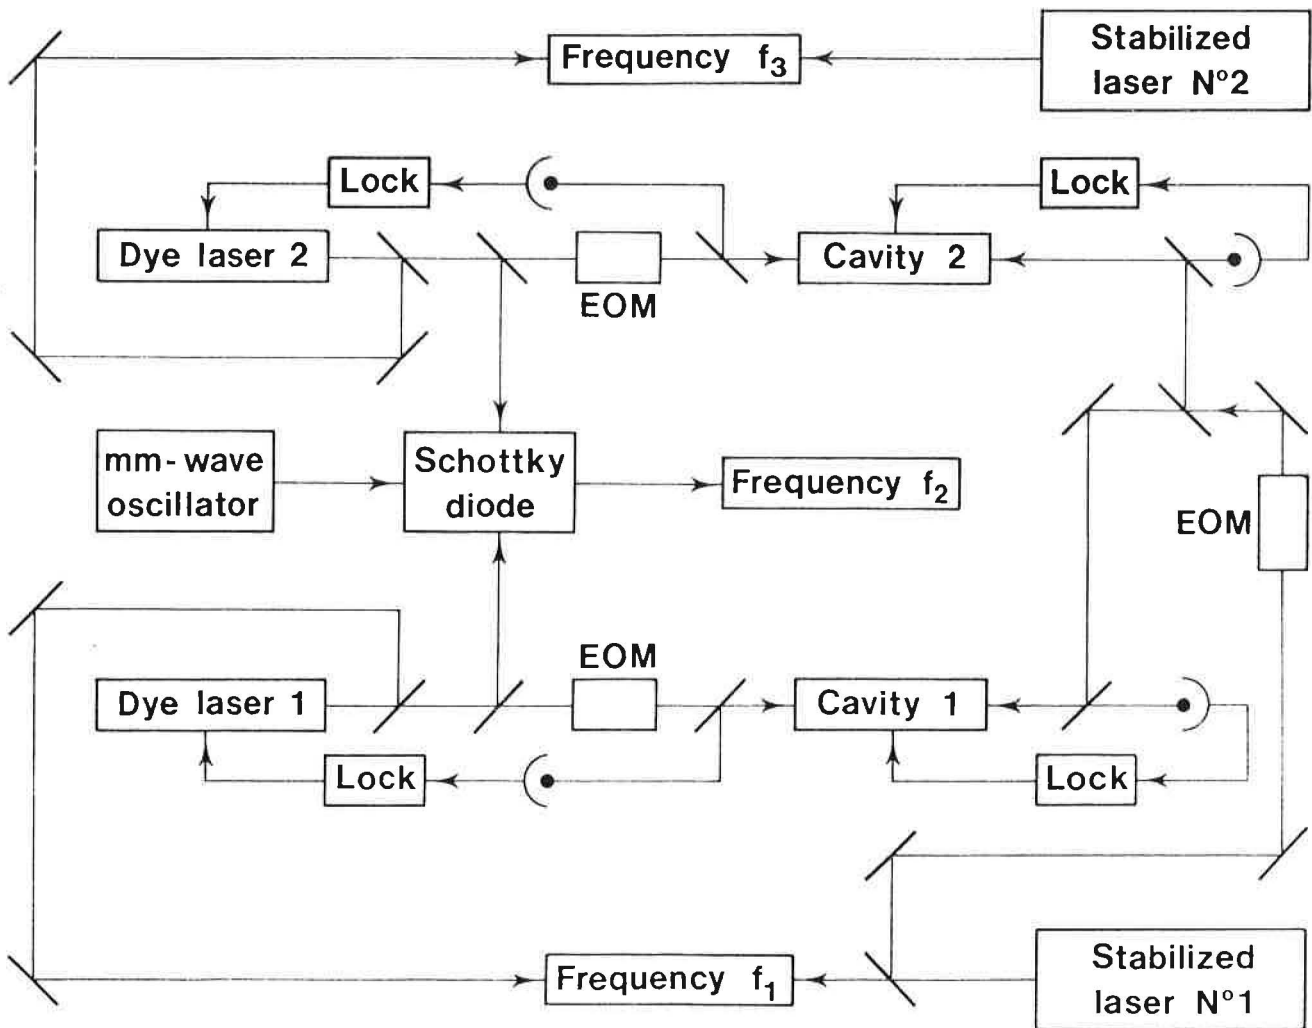 Frequency f₃
Stabilized
laser N°2
Lock
Lock
Dye laser 2
EOM
Cavity 2
mm-wave
oscillator
Schottky
diode
Frequency f₂
EOM
Dye laser 1
EOM
Cavity 1
Lock
Lock
Frequency f₁
Stabilized
laser N°1